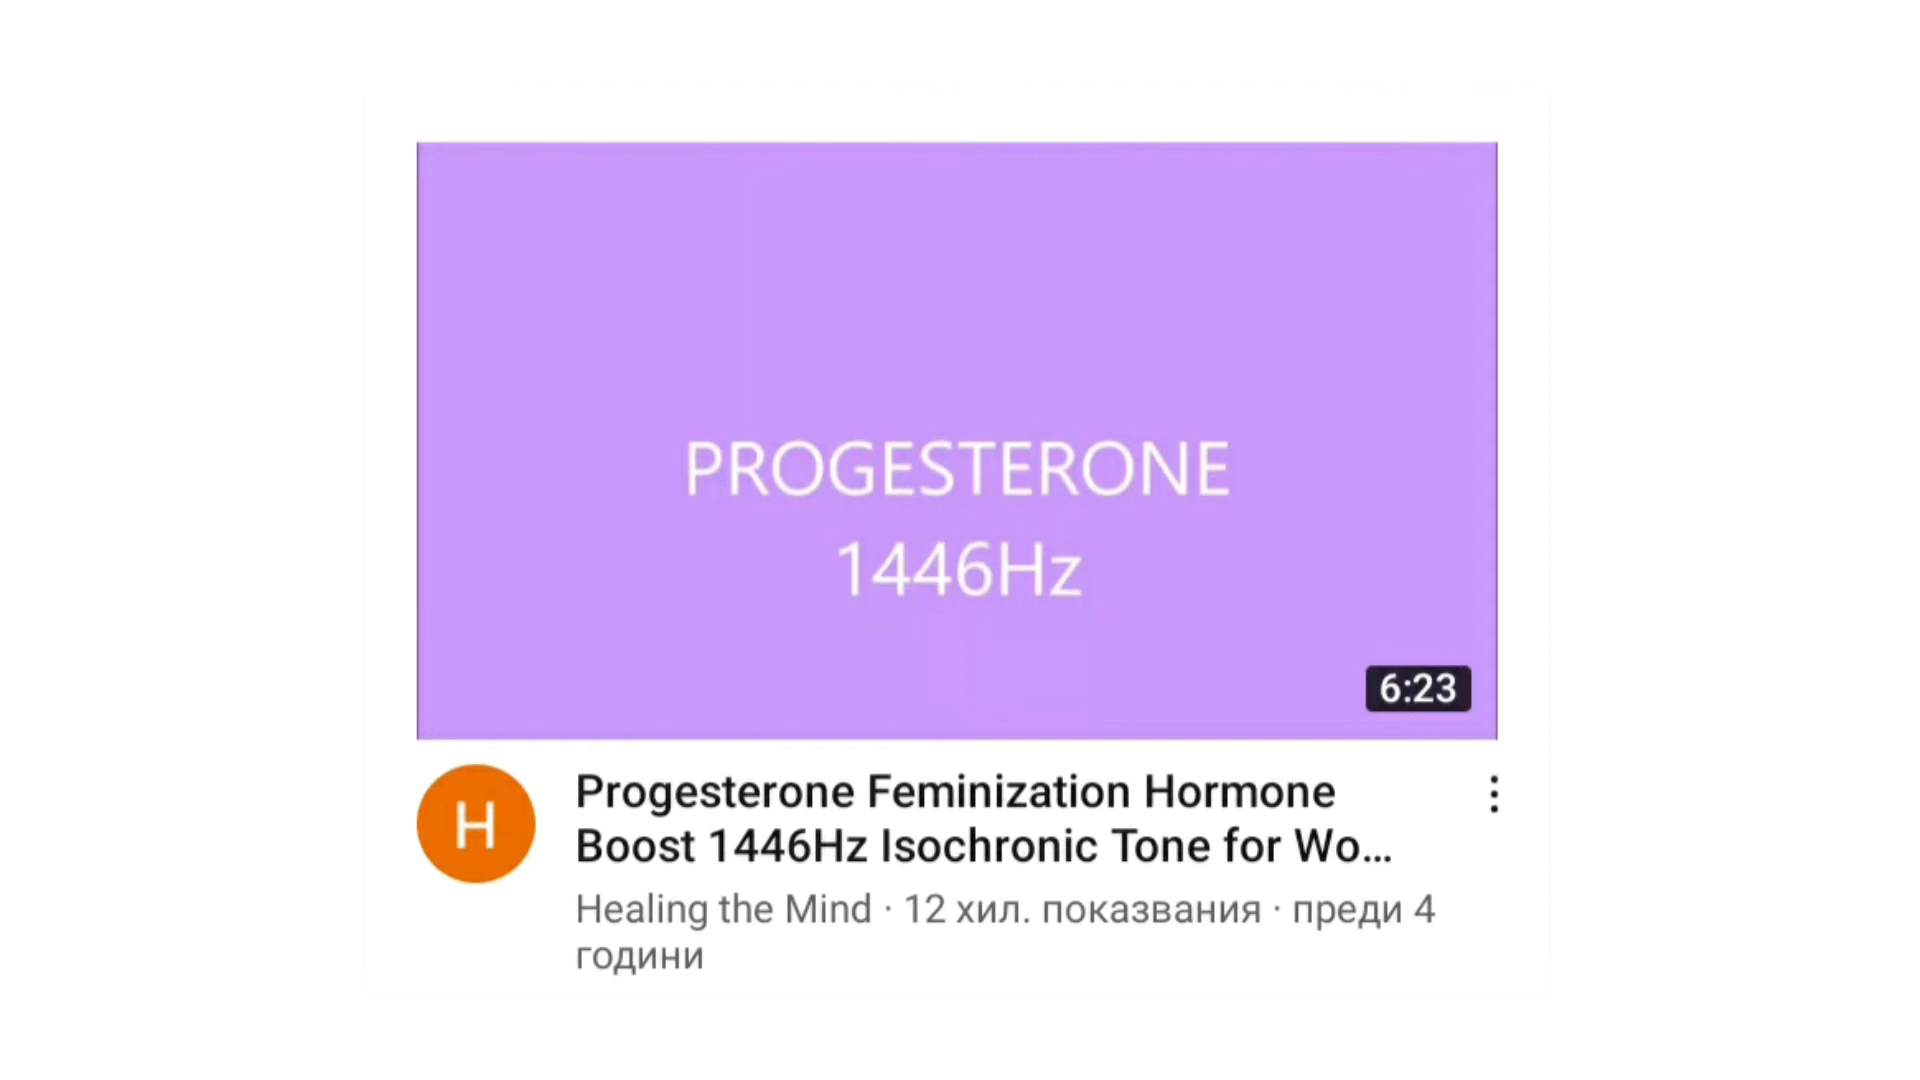 PROGESTERONE
1446Hz
6:23
H
Progesterone Feminization Hormone
Boost 1446Hz Isochronic Tone for Wo...
Healing the Mind · 12 хил. показвания · преди 4
години